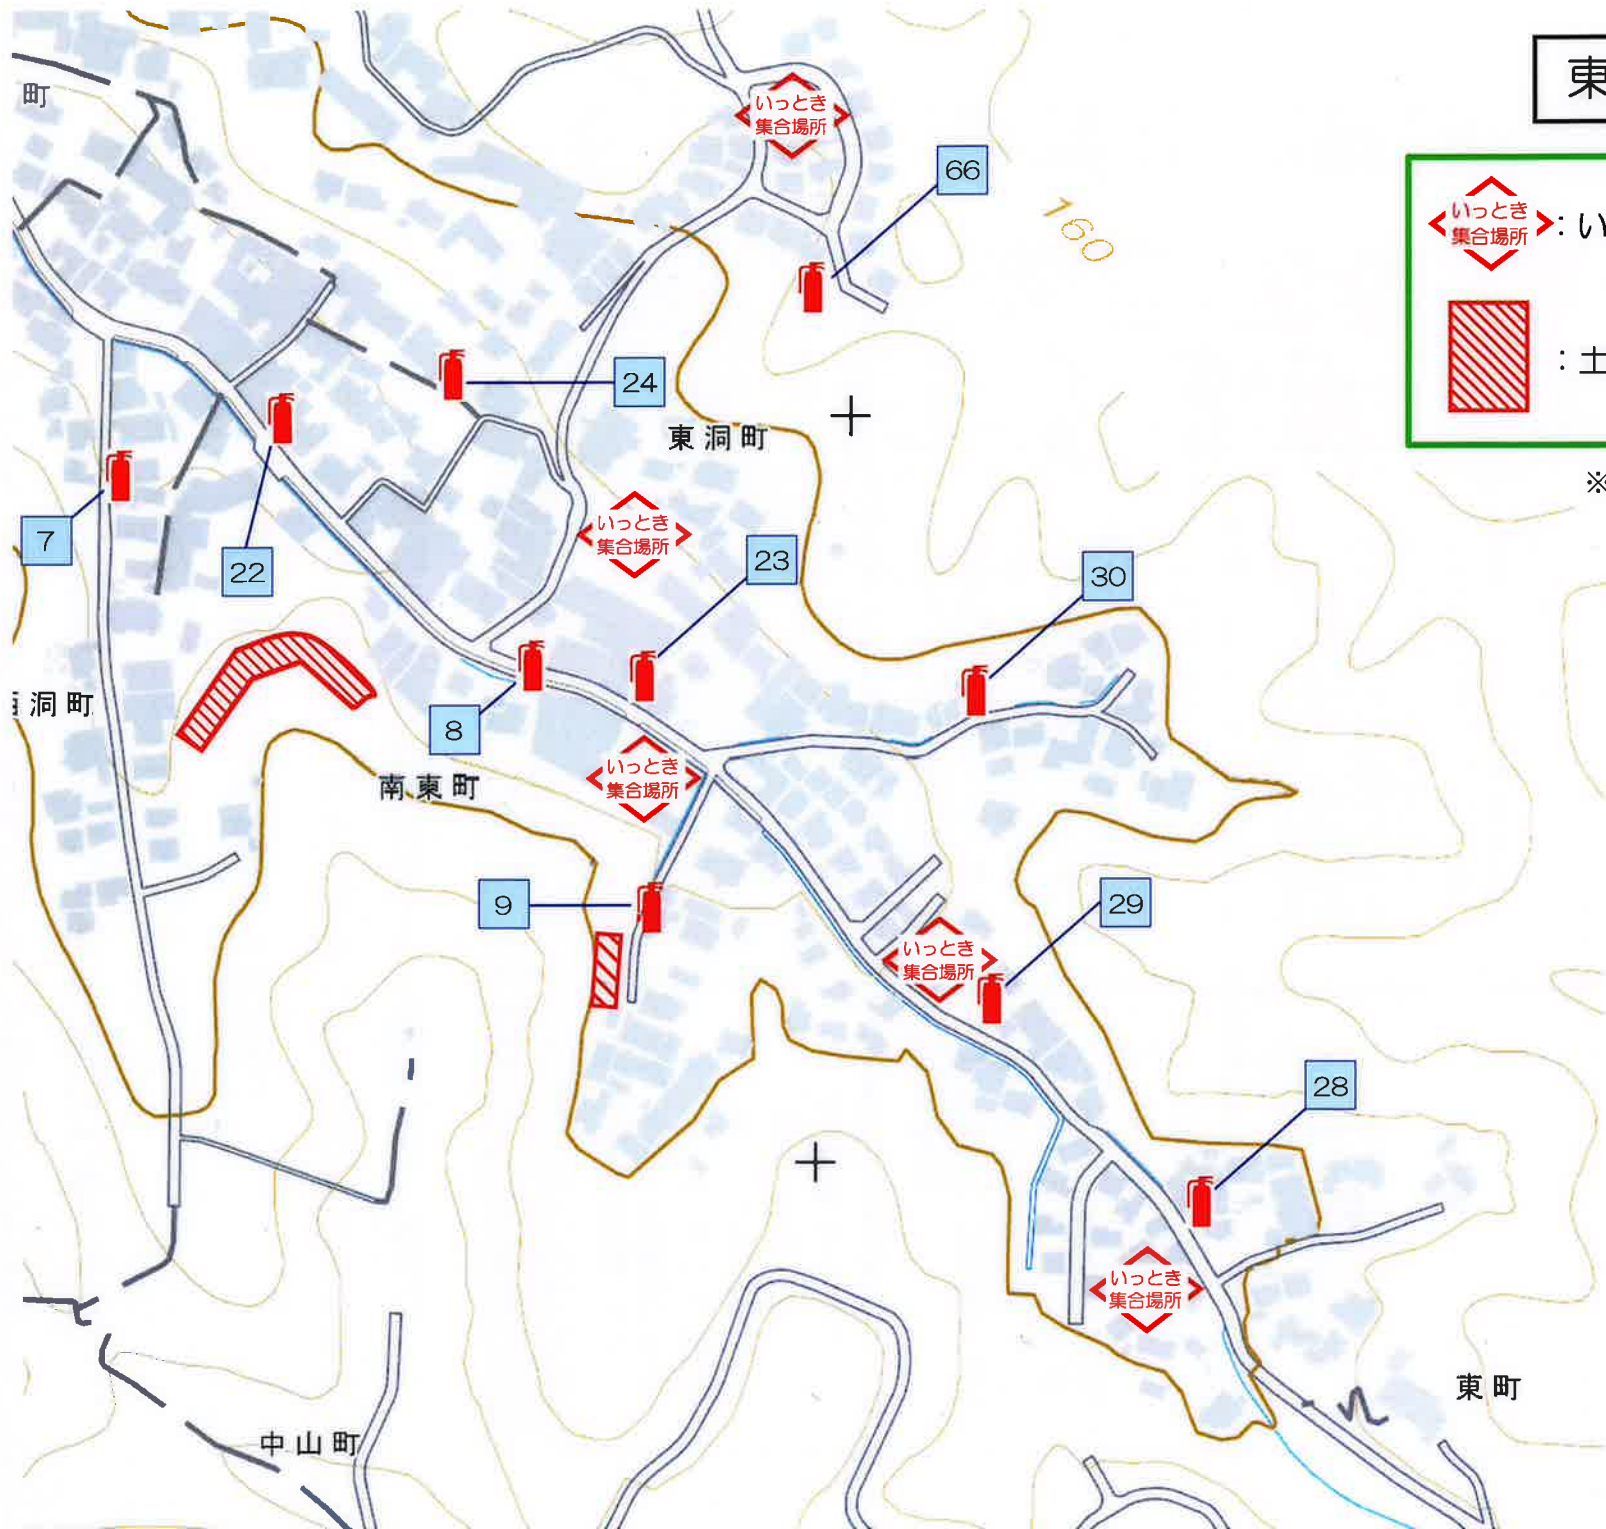 町
東
いっとき
集合場所
66
いっとき
集合場所
：い
160
：土
24
東洞町
※
7
22
いっとき
集合場所
23
30
8
洞町
南東町
いっとき
集合場所
9
29
いっとき
集合場所
28
いっとき
集合場所
東町
中山町